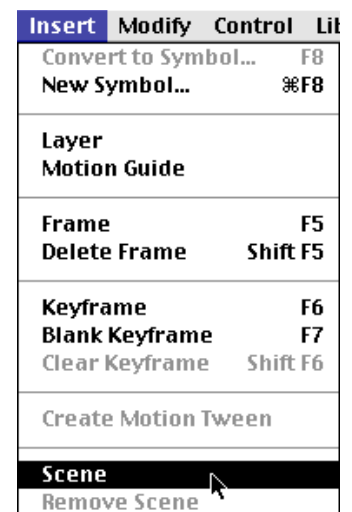 Insert Modify Control Lib
Convert to Symbol... F8
New Symbol... ⌘F8
Layer
Motion Guide
Frame F5
Delete Frame Shift F5
Keyframe F6
Blank Keyframe F7
Clear Keyframe Shift F6
Create Motion Tween
Scene
Remove Scene